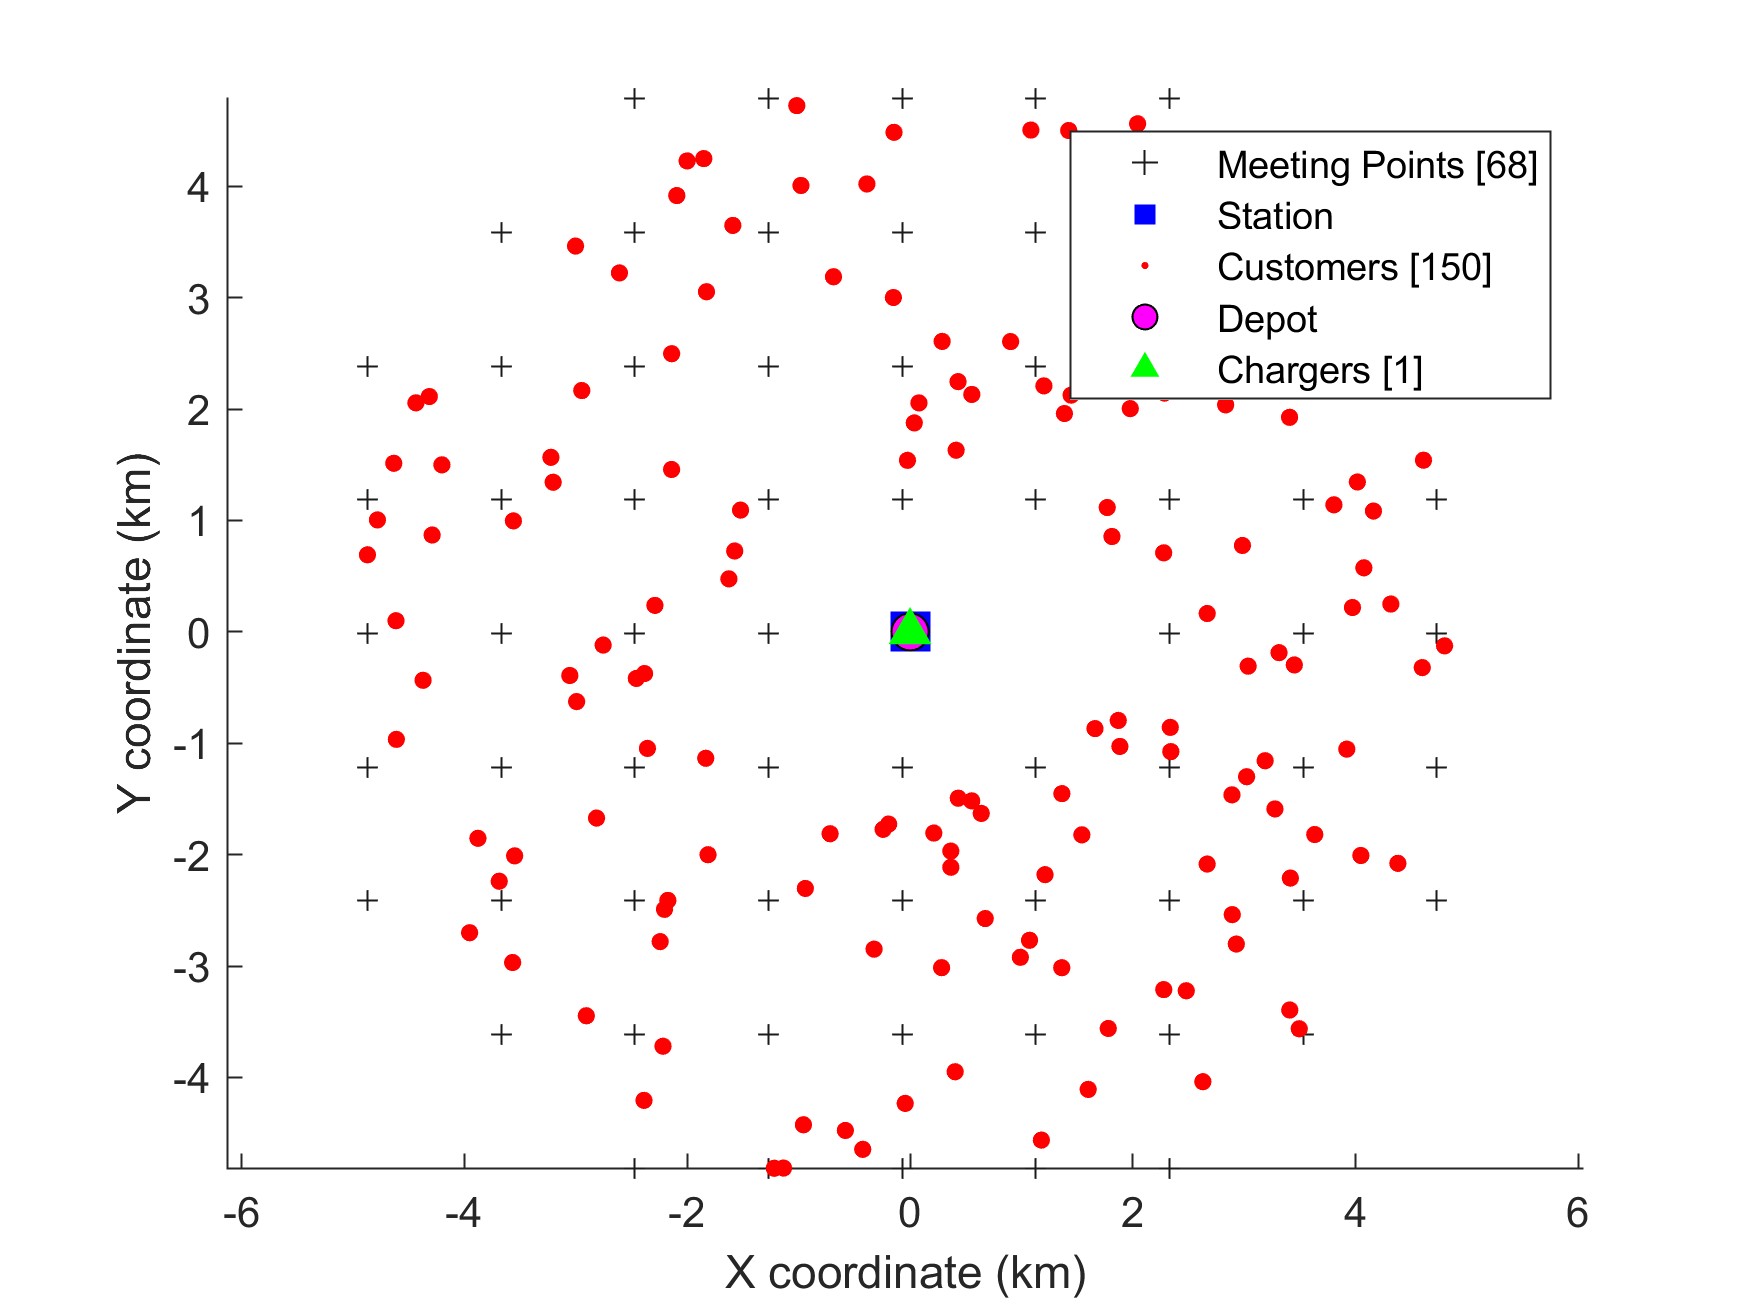 Meeting Points [68]
Station
Customers [150]
Depot
Chargers [1]
4
3
2
1
0
-1
-2
-3
-4
Y coordinate (km)
-6
-4
-2
0
2
4
6
X coordinate (km)